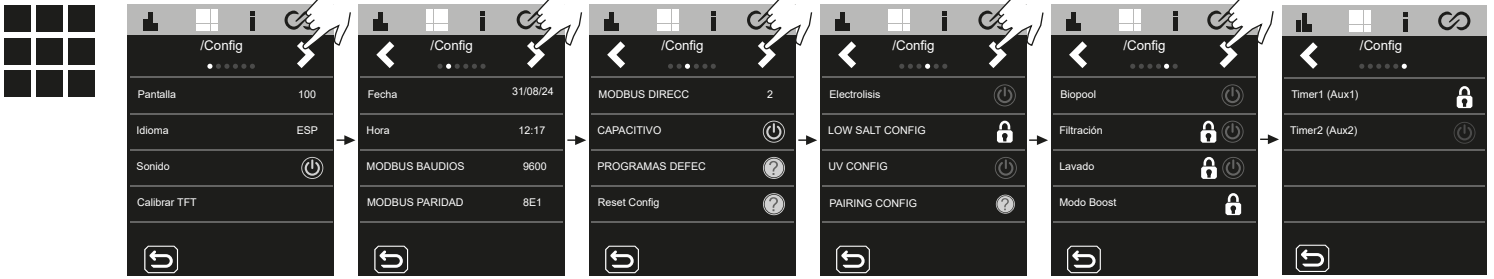 /Config
Pantalla 100
Idioma ESP
Sonido
Calibrar TFT
/Config
Fecha 31/08/24
Hora 12:17
MODBUS BAUDIOS 9600
MODBUS PARIDAD 8E1
/Config
MODBUS DIRECC 2
CAPACITIVO
PROGRAMAS DEFEC ?
Reset Config ?
/Config
Electrolisis
LOW SALT CONFIG
UV CONFIG
PAIRING CONFIG ?
/Config
Biopool
Filtración
Lavado
Modo Boost
/Config
Timer1 (Aux1)
Timer2 (Aux2)